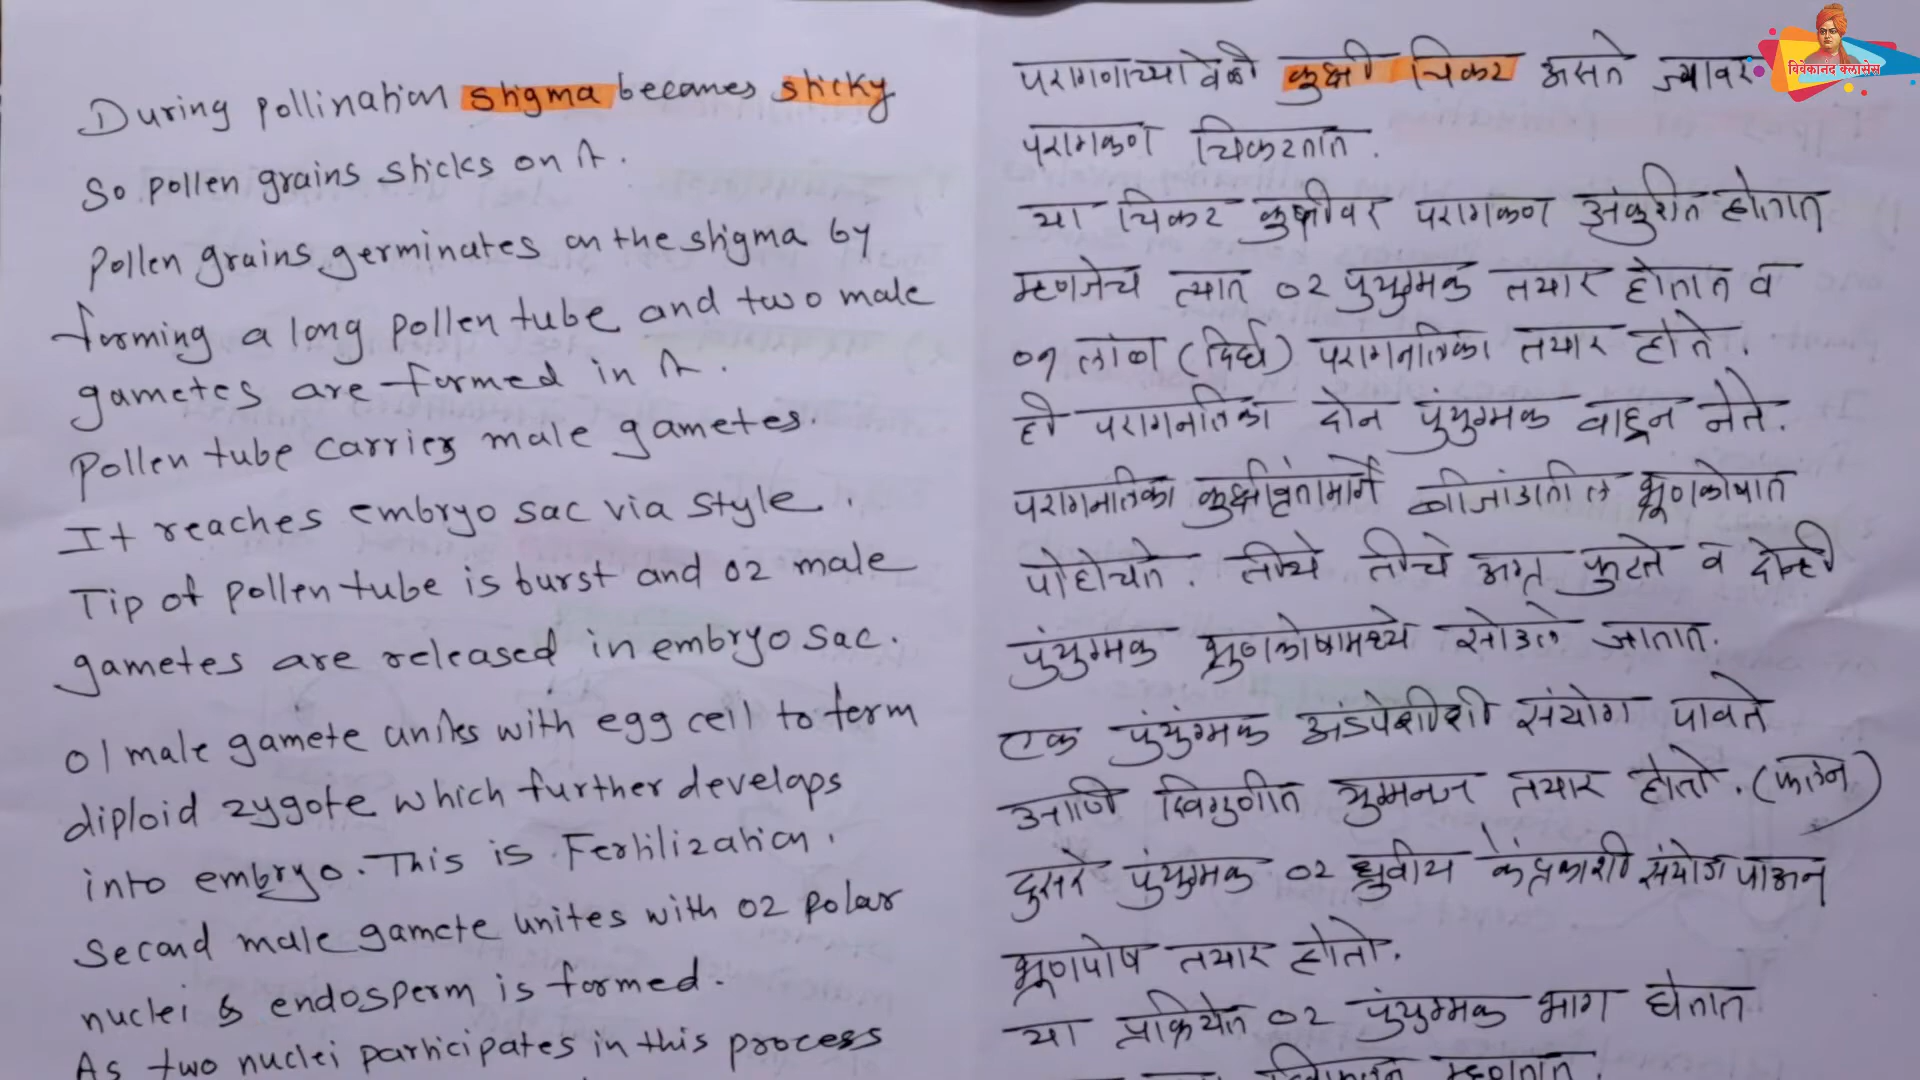 During pollination stigma becomes sticky
So pollen grains sticks on it.
Pollen grains germinates on the stigma by
forming a long pollen tube and two male
gametes are formed in it.
Pollen tube carries male gametes.
It reaches embryo sac via style.
Tip of pollen tube is burst and 02 male
gametes are released in embryo sac.
01 male gamete unites with egg cell to form
diploid zygote which further develops
into embryo. This is Fertilization.
Second male gamete unites with 02 polar
nuclei & endosperm is formed.
As two nuclei participates in this process
परागणाच्यावेळी कुक्षी चिकट असते ज्यावर
परागकण चिकटतात.
या चिकट कुक्षीवर परागकण अंकुरीत होतात
म्हणजेच त्यात ०२ पुंयुग्मक तयार होतात व
०१ लांब (दिर्घ) परागनलिका तयार होते.
ही परागनलिका दोन पुंयुग्मक वाहून नेते.
परागनलिका कुक्षीवृंतामार्गे बीजांडातील भ्रूणकोषात
पोहोचते. तीथे तीचे अग्र फुटते व दोन्ही
पुंयुग्मक भ्रुणकोषामध्ये सोडले जातात.
एक पुंयुंग्मक अंडपेशीशी संयोग पावते
आणि द्विगुणीत युग्मनज तयार होतो. (फलन)
दुसरे पुंयुग्मक ०२ ध्रुवीय केंद्रकाशी संयोग पाऊन
भ्रूणपोष तयार होतो.
या प्रक्रियेत ०२ पुंयुग्मक भाग घेतात
म्हणतात.
विवेकानंद क्लासेस